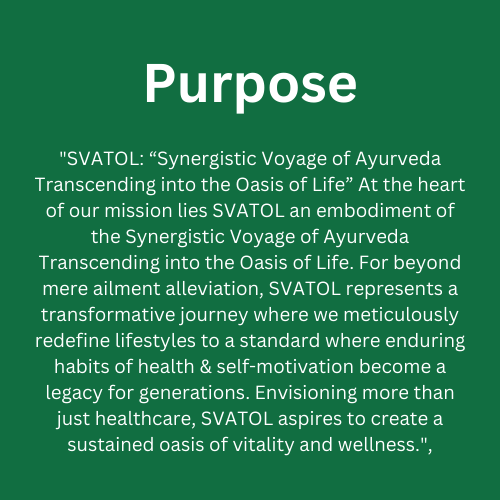 Purpose
"SVATOL: “Synergistic Voyage of Ayurveda
Transcending into the Oasis of Life” At the heart
of our mission lies SVATOL an embodiment of
the Synergistic Voyage of Ayurveda
Transcending into the Oasis of Life. For beyond
mere ailment alleviation, SVATOL represents a
transformative journey where we meticulously
redefine lifestyles to a standard where enduring
habits of health & self-motivation become a
legacy for generations. Envisioning more than
just healthcare, SVATOL aspires to create a
sustained oasis of vitality and wellness.",